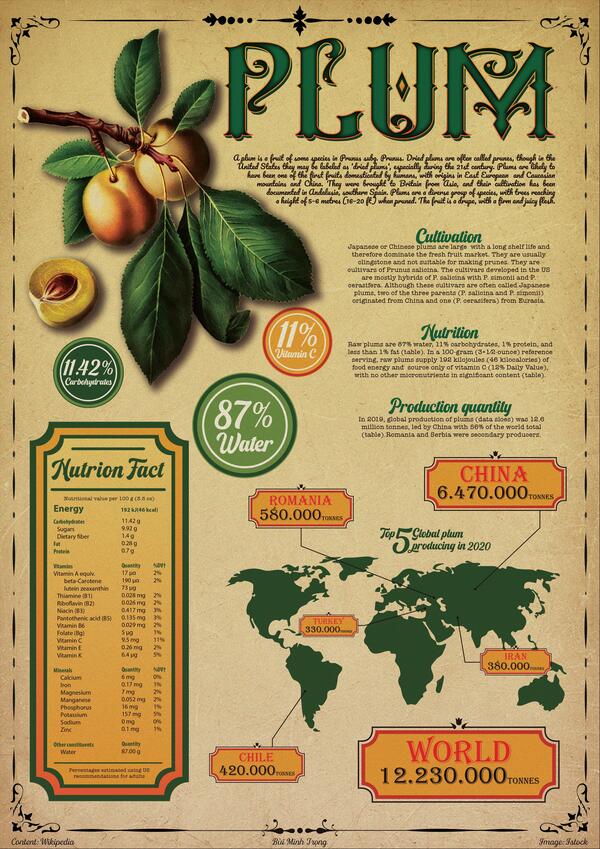 PLUM
A plum is a fruit of some species in Prunus subg. Prunus. Dried plums are often called prunes, though in the
United States they may be labeled as 'dried plums', especially during the 21st century. Plums are likely to
have been one of the first fruits domesticated by humans, with origins in East European and Caucasian
mountains and China. They were brought to Britain from Asia, and their cultivation has been
documented in Andalusia, southern Spain. Plums are a diverse group of species, with trees reaching
a height of 5-6 metres (16-20 ft) when pruned. The fruit is a drupe, with a firm and juicy flesh.
Cultivation
Japanese or Chinese plums are large with a long shelf life and
therefore dominate the fresh fruit market. They are usually
clingstone and not suitable for making prunes. They are
cultivars of Prunus salicina. The cultivars developed in the US
are mostly hybrids of P. salicina with P. simonii and P.
cerasifera. Although these cultivars are often called Japanese
plums, two of the three parents (P. salicina and P. simonii)
originated from China and one (P. cerasifera) from Eurasia.
11%
Vitamin C
11.42%
Carbohydrates
87%
Water
Nutrition
Raw plums are 87% water, 11% carbohydrates, 1% protein, and
less than 1% fat (table). In a 100-gram (3+1⁄2-ounce) reference
serving, raw plums supply 192 kilojoules (46 kilocalories) of
food energy and source only of vitamin C (12% Daily Value),
with no other micronutrients in significant content (table).
Production quantity
In 2019, global production of plums (data sloes) was 12.6
million tonnes, led by China with 56% of the world total
(table). Romania and Serbia were secondary producers.
Nutrion Fact
Nutritional value per 100 g (3.5 oz)
Energy 192 kJ(46 kcal)
Carbohydrates 11.42 g
Sugars 9.92 g
Dietary fiber 1.4 g
Fat 0.28 g
Protein 0.7 g
Vitamins Quantity %DV†
Vitamin A equiv. 17 μα 2%
beta-Carotene 190 μα 2%
lutein zeaxanthin 73 μg
Thiamine (B1) 0.028 mg 2%
Riboflavin (B2) 0.026 mg 2%
Niacin (B3) 0.417 mg 3%
Pantothenic acid (B5) 0.135 mg 3%
Vitamin B6 0.029 mg 2%
Folate (Bg) 5 μg 1%
Vitamin C 9.5 mg 11%
Vitamin E 0.26 mg 2%
Vitamin K 6.4 μg 5%
Minerals Quantity %DV†
Calcium 6 mg 0%
Iron 0.17 mg 1%
Magnesium 7 mg 2%
Manganese 0.052 mg 2%
Phosphorus 16 mg 1%
Potassium 157 mg 5%
Sodium 0 mg 0%
Zinc 0.1 mg 1%
Other constituents Quantity
Water 87.00 g
Percentages estimated using US
recommendations for adults
CHINA
6.470.000TONNES
ROMANIA
580.000TONNES
Top 5 Global plum
producing in 2020
TURKEY
330.000TONNES
IRAN
380.000TONNES
CHILE
420.000TONNES
WORLD
12.230.000TONNES
Content: Wikipedia
Bùi Minh Trọng
Image: Istock